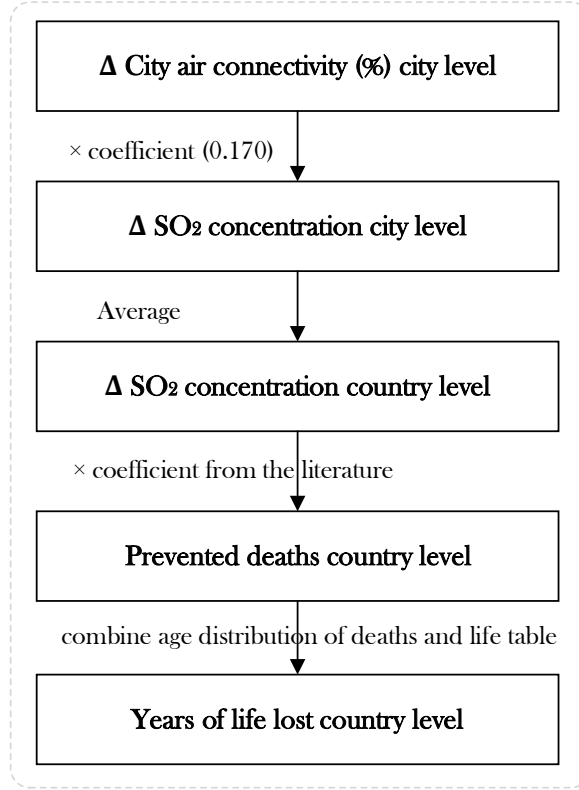 Δ City air connectivity (%) city level
× coefficient (0.170)
Δ SO₂ concentration city level
Average
Δ SO₂ concentration country level
× coefficient from the literature
Prevented deaths country level
combine age distribution of deaths and life table
Years of life lost country level